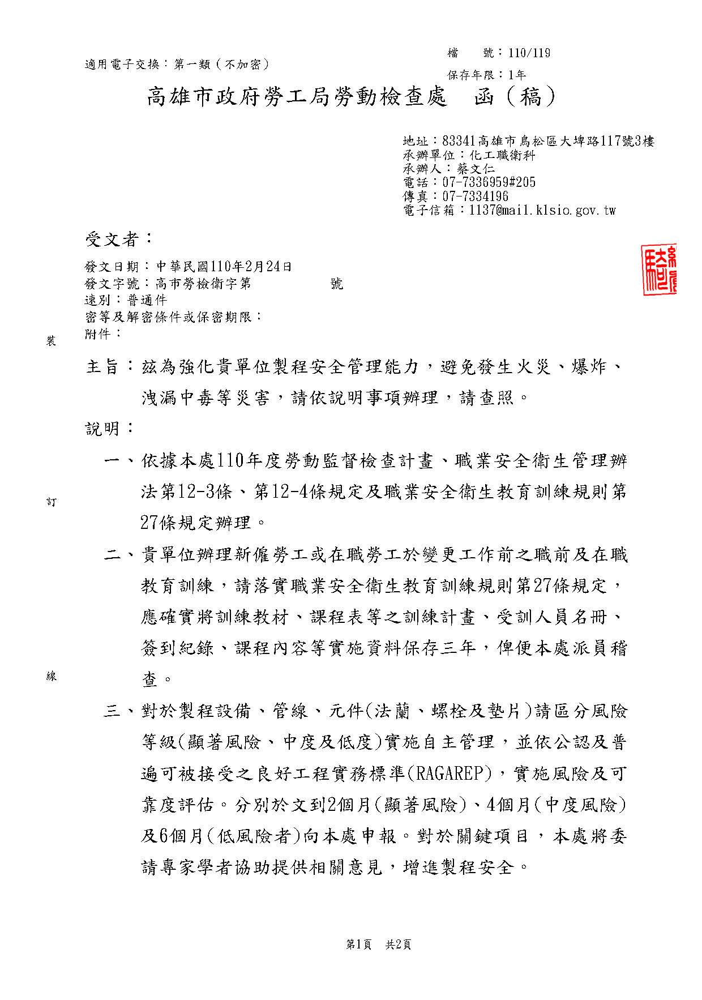 檔　　號：110/119
適用電子交換：第一類（不加密）
保存年限：1年
高雄市政府勞工局勞動檢查處　函（稿）
地址：83341高雄市鳥松區大埤路117號3樓
承辦單位：化工職衛科
承辦人：蔡文仁
電話：07-7336959#205
傳真：07-7334196
電子信箱：1137@mail.klsio.gov.tw
受文者：
發文日期：中華民國110年2月24日
發文字號：高市勞檢衛字第　　　　　號
速別：普通件
密等及解密條件或保密期限：
附件：
裝
主旨：茲為強化貴單位製程安全管理能力，避免發生火災、爆炸、
洩漏中毒等災害，請依說明事項辦理，請查照。
說明：
一、依據本處110年度勞動監督檢查計畫、職業安全衛生管理辦
法第12-3條、第12-4條規定及職業安全衛生教育訓練規則第
訂
27條規定辦理。
二、貴單位辦理新僱勞工或在職勞工於變更工作前之職前及在職
教育訓練，請落實職業安全衛生教育訓練規則第27條規定，
應確實將訓練教材、課程表等之訓練計畫、受訓人員名冊、
簽到紀錄、課程內容等實施資料保存三年，俾便本處派員稽
線
查。
三、對於製程設備、管線、元件(法蘭、螺栓及墊片)請區分風險
等級(顯著風險、中度及低度)實施自主管理，並依公認及普
遍可被接受之良好工程實務標準(RAGAREP)，實施風險及可
靠度評估。分別於文到2個月(顯著風險)、4個月(中度風險)
及6個月(低風險者)向本處申報。對於關鍵項目，本處將委
請專家學者協助提供相關意見，增進製程安全。
第1頁　共2頁